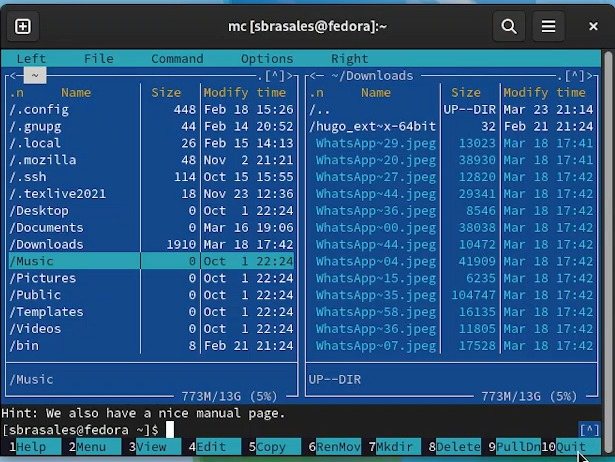 mc [sbrasales@fedora]:~
Left File Command Options Right
~ .[^]> <─ ~/Downloads .[^]>
.n Name Size Modify time .n Name Size Modify time
/.config 448 Feb 18 15:26 /.. UP--DIR Mar 23 21:14
/.gnupg 44 Feb 14 20:52 /hugo_ext~x-64bit 32 Feb 21 21:24
/.local 26 Feb 15 14:13 WhatsApp~29.jpeg 13023 Mar 18 17:41
/.mozilla 48 Nov 2 21:21 WhatsApp~20.jpeg 38930 Mar 18 17:41
/.ssh 114 Oct 15 15:55 WhatsApp~27.jpeg 12820 Mar 18 17:42
/.texlive2021 18 Nov 23 12:36 WhatsApp~44.jpeg 29341 Mar 18 17:42
/Desktop 0 Oct 1 22:24 WhatsApp~36.jpeg 8546 Mar 18 17:42
/Documents 0 Mar 16 19:06 WhatsApp~00.jpeg 38038 Mar 18 17:42
/Downloads 1910 Mar 18 17:42 WhatsApp~44.jpeg 10472 Mar 18 17:42
/Music 0 Oct 1 22:24 WhatsApp~04.jpeg 41909 Mar 18 17:42
/Pictures 0 Oct 1 22:24 WhatsApp~15.jpeg 6235 Mar 18 17:42
/Public 0 Oct 1 22:24 WhatsApp~35.jpeg 104747 Mar 18 17:42
/Templates 0 Oct 1 22:24 WhatsApp~58.jpeg 16135 Mar 18 17:42
/Videos 0 Oct 1 22:24 WhatsApp~36.jpeg 11805 Mar 18 17:42
/bin 8 Feb 21 21:24 WhatsApp~07.jpeg 17528 Mar 18 17:42
/Music UP--DIR
773M/13G (5%) 773M/13G (5%)
Hint: We also have a nice manual page.
[sbrasales@fedora ~]$ [^]
1Help 2Menu 3View 4Edit 5Copy 6RenMov 7Mkdir 8Delete 9PullDn 10Quit